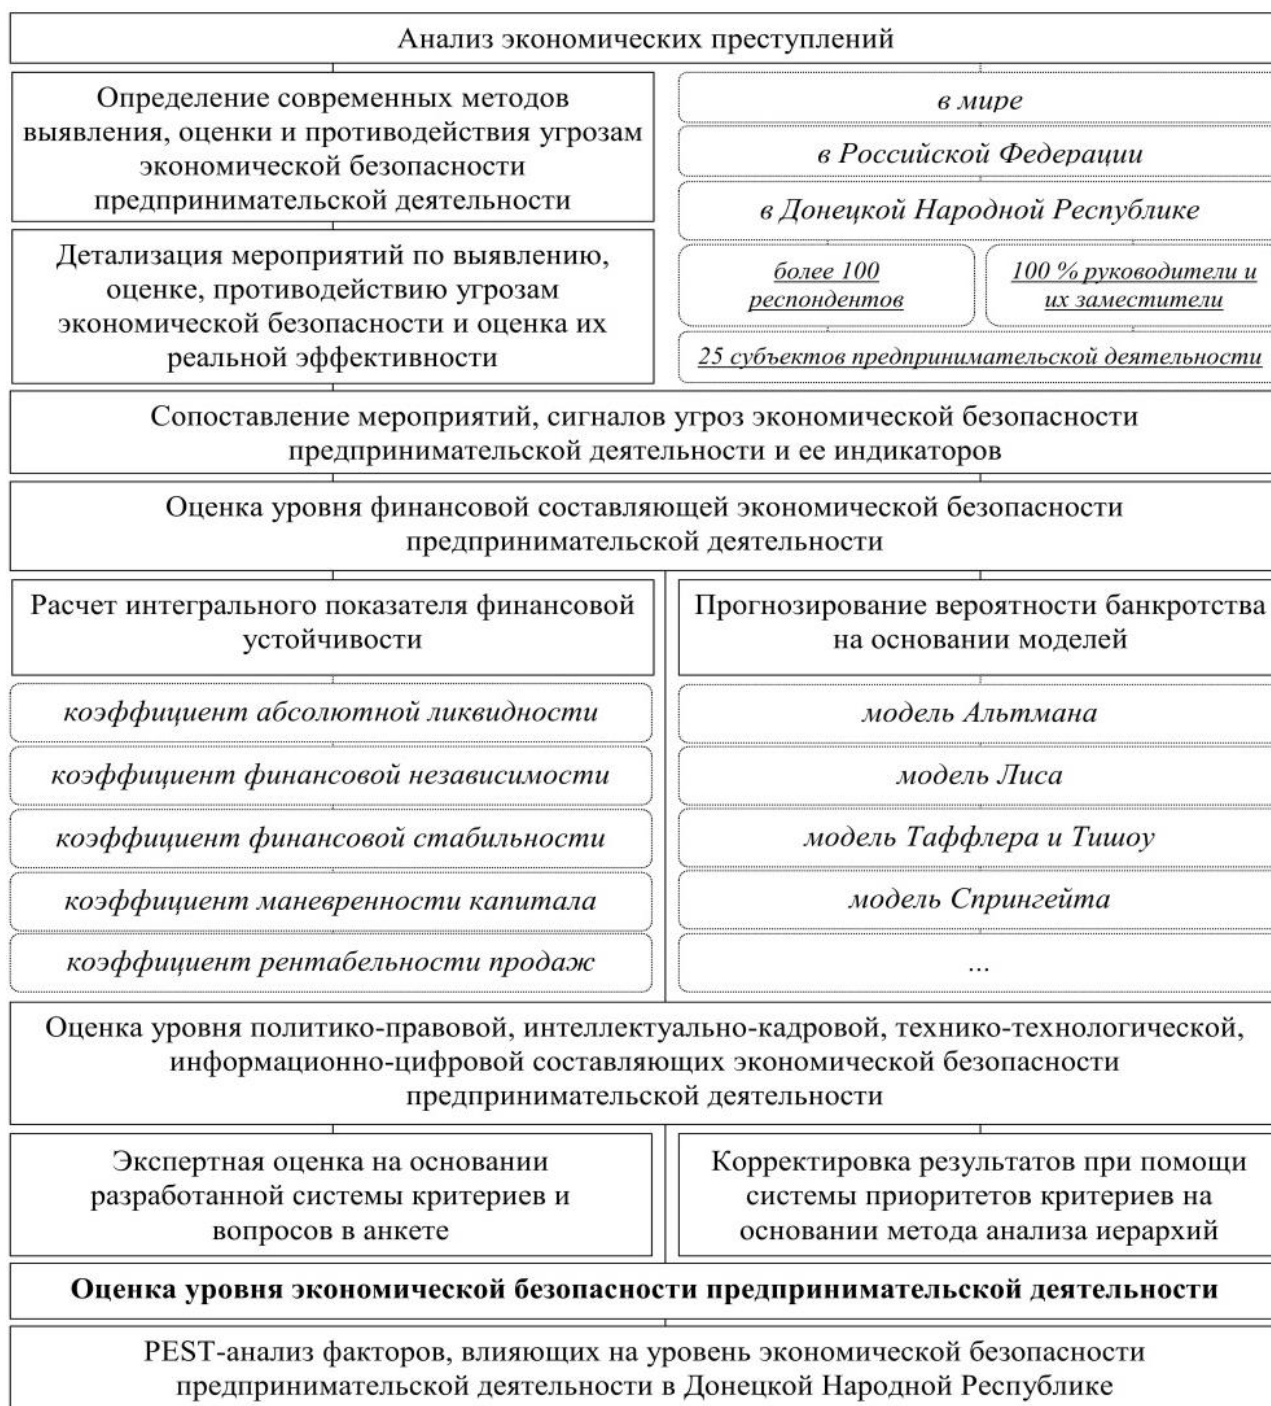 Анализ экономических преступлений
Определение современных методов
выявления, оценки и противодействия угрозам
экономической безопасности
предпринимательской деятельности
Детализация мероприятий по выявлению,
оценке, противодействию угрозам
экономической безопасности и оценка их
реальной эффективности
в мире
в Российской Федерации
в Донецкой Народной Республике
более 100
респондентов
100 % руководители и
их заместители
25 субъектов предпринимательской деятельности
Сопоставление мероприятий, сигналов угроз экономической безопасности
предпринимательской деятельности и ее индикаторов
Оценка уровня финансовой составляющей экономической безопасности
предпринимательской деятельности
Расчет интегрального показателя финансовой
устойчивости
коэффициент абсолютной ликвидности
коэффициент финансовой независимости
коэффициент финансовой стабильности
коэффициент маневренности капитала
коэффициент рентабельности продаж
Прогнозирование вероятности банкротства
на основании моделей
модель Альтмана
модель Лиса
модель Таффлера и Тишоу
модель Спрингейта
...
Оценка уровня политико-правовой, интеллектуально-кадровой, технико-технологической,
информационно-цифровой составляющих экономической безопасности
предпринимательской деятельности
Экспертная оценка на основании
разработанной системы критериев и
вопросов в анкете
Корректировка результатов при помощи
системы приоритетов критериев на
основании метода анализа иерархий
Оценка уровня экономической безопасности предпринимательской деятельности
PEST-анализ факторов, влияющих на уровень экономической безопасности
предпринимательской деятельности в Донецкой Народной Республике